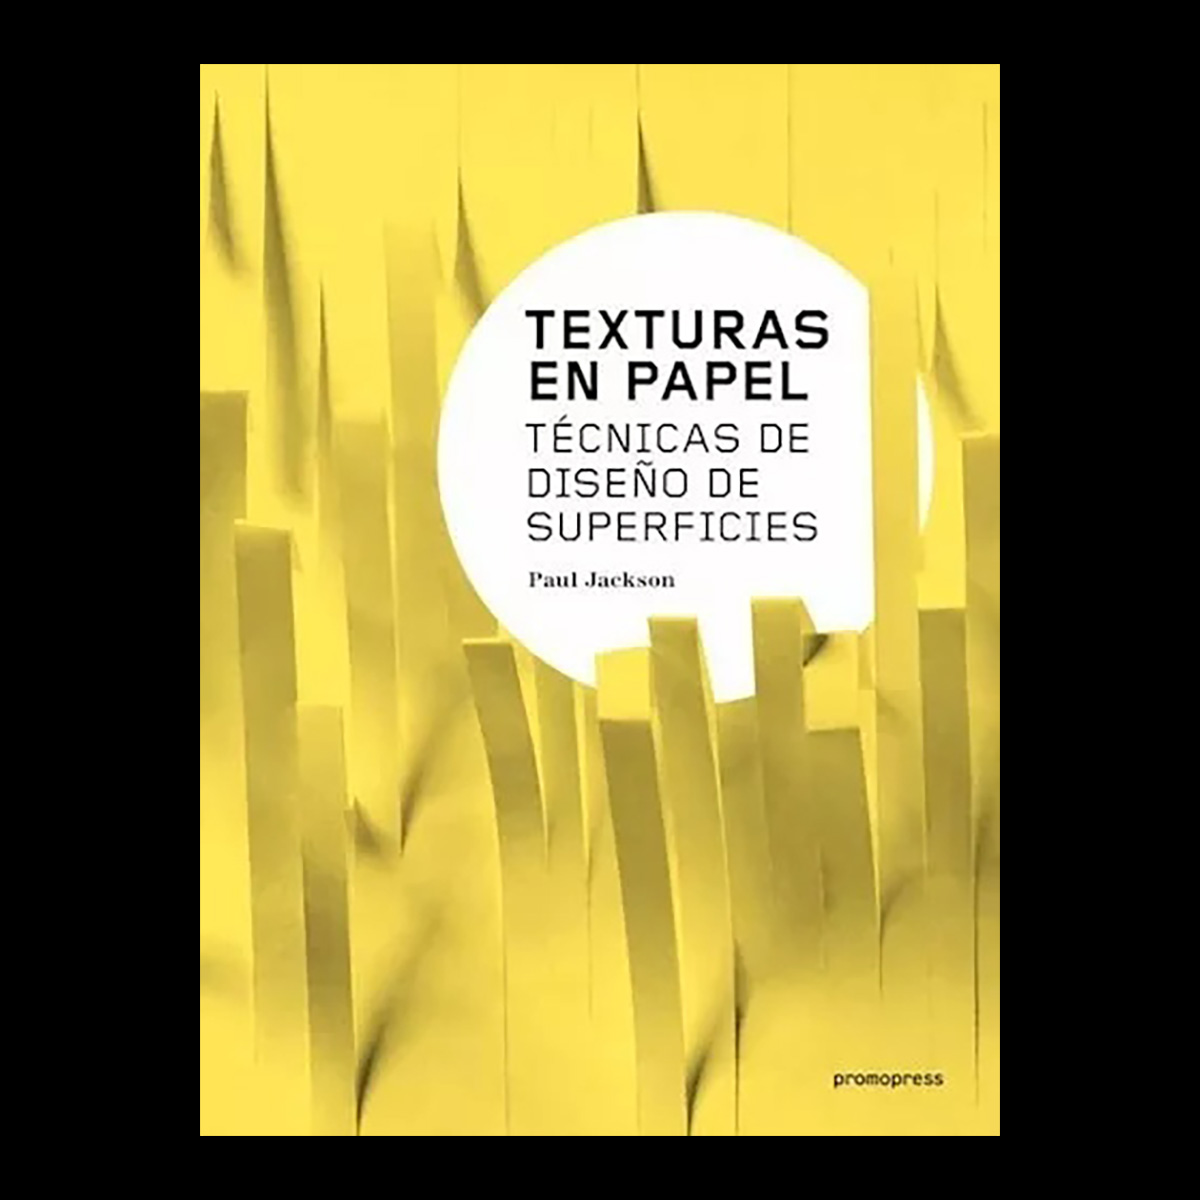 TEXTURAS
EN PAPEL
TÉCNICAS DE
DISEÑO DE
SUPERFICIES
Paul Jackson
promopress